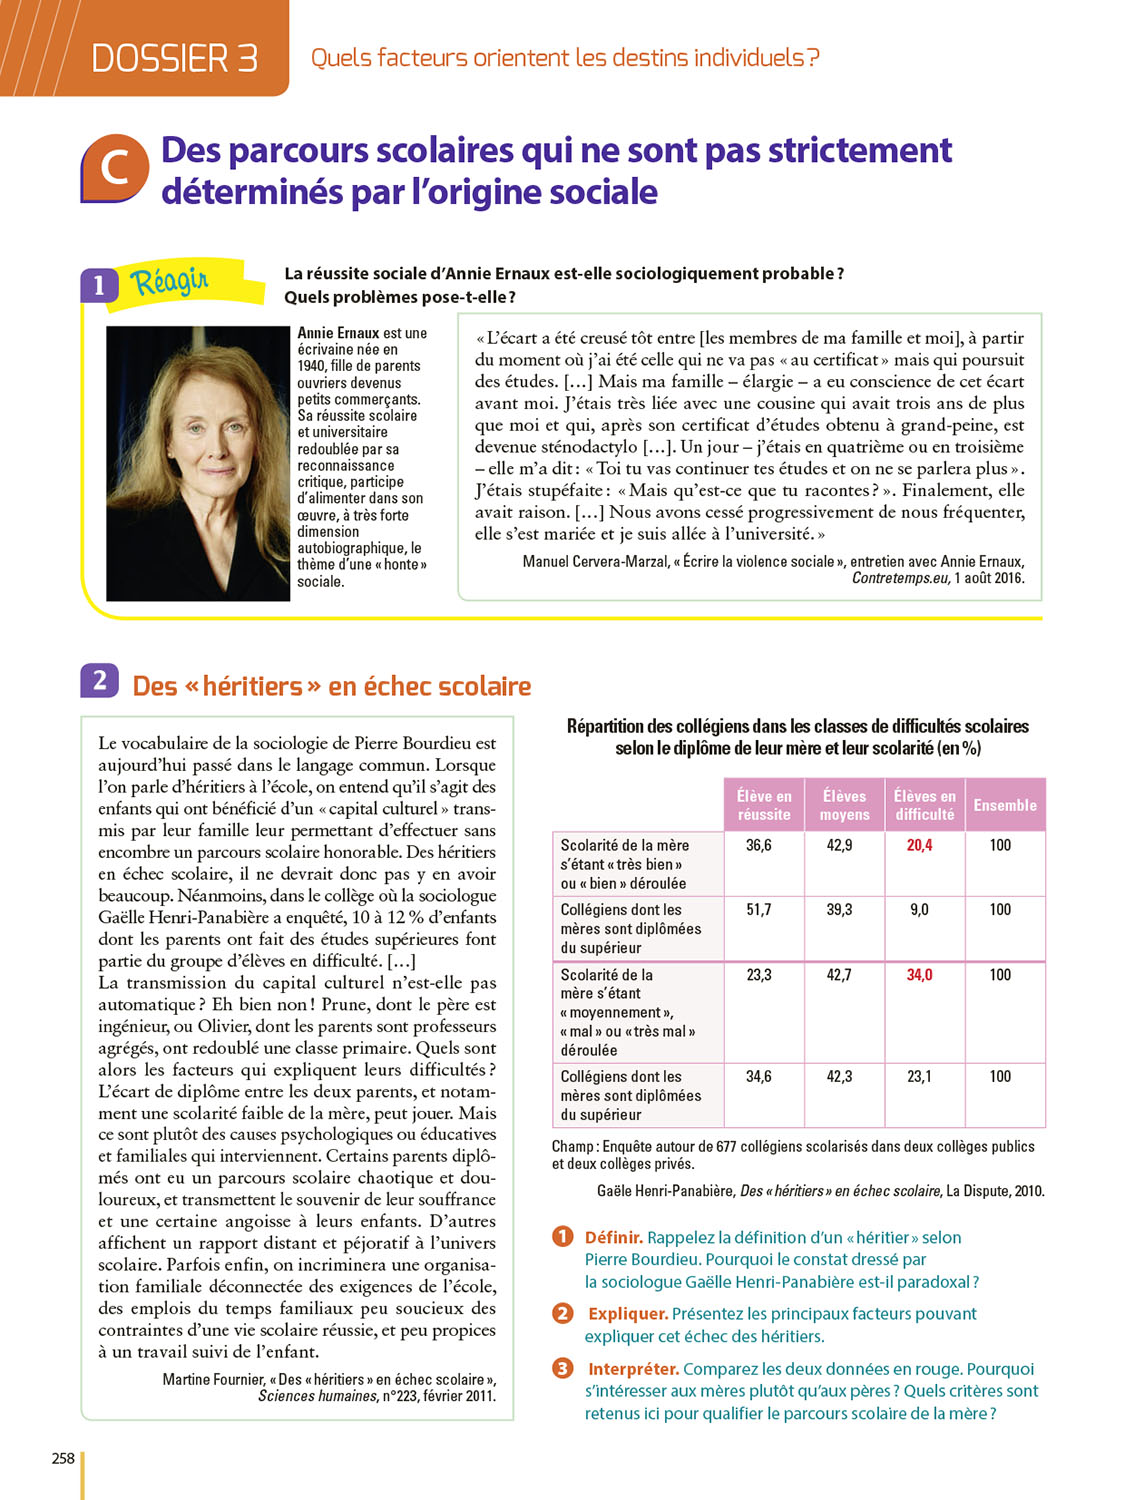 DOSSIER 3
Quels facteurs orientent les destins individuels ?
C
Des parcours scolaires qui ne sont pas strictement
déterminés par l'origine sociale
1
Réagir
La réussite sociale d'Annie Ernaux est-elle sociologiquement probable ?
Quels problèmes pose-t-elle ?
Annie Ernaux est une
écrivaine née en
1940, fille de parents
ouvriers devenus
petits commerçants.
Sa réussite scolaire
et universitaire
redoublée par sa
reconnaissance
critique, participe
d'alimenter dans son
œuvre, à très forte
dimension
autobiographique, le
thème d'une « honte »
sociale.
« L'écart a été creusé tôt entre [les membres de ma famille et moi], à partir
du moment où j'ai été celle qui ne va pas « au certificat » mais qui poursuit
des études. [...] Mais ma famille – élargie – a eu conscience de cet écart
avant moi. J'étais très liée avec une cousine qui avait trois ans de plus
que moi et qui, après son certificat d'études obtenu à grand-peine, est
devenue sténodactylo [...]. Un jour – j'étais en quatrième ou en troisième
– elle m'a dit : « Toi tu vas continuer tes études et on ne se parlera plus ».
J'étais stupéfaite : « Mais qu'est-ce que tu racontes ? ». Finalement, elle
avait raison. [...] Nous avons cessé progressivement de nous fréquenter,
elle s'est mariée et je suis allée à l'université. »
Manuel Cervera-Marzal, « Écrire la violence sociale », entretien avec Annie Ernaux,
Contretemps.eu, 1 août 2016.
2
Des « héritiers » en échec scolaire
Le vocabulaire de la sociologie de Pierre Bourdieu est
aujourd'hui passé dans le langage commun. Lorsque
l'on parle d'héritiers à l'école, on entend qu'il s'agit des
enfants qui ont bénéficié d'un « capital culturel » trans-
mis par leur famille leur permettant d'effectuer sans
encombre un parcours scolaire honorable. Des héritiers
en échec scolaire, il ne devrait donc pas y en avoir
beaucoup. Néanmoins, dans le collège où la sociologue
Gaëlle Henri-Panabière a enquêté, 10 à 12 % d'enfants
dont les parents ont fait des études supérieures font
partie du groupe d'élèves en difficulté. [...]
La transmission du capital culturel n'est-elle pas
automatique ? Eh bien non ! Prune, dont le père est
ingénieur, ou Olivier, dont les parents sont professeurs
agrégés, ont redoublé une classe primaire. Quels sont
alors les facteurs qui expliquent leurs difficultés ?
L'écart de diplôme entre les deux parents, et notam-
ment une scolarité faible de la mère, peut jouer. Mais
ce sont plutôt des causes psychologiques ou éducatives
et familiales qui interviennent. Certains parents diplô-
més ont eu un parcours scolaire chaotique et dou-
loureux, et transmettent le souvenir de leur souffrance
et une certaine angoisse à leurs enfants. D'autres
affichent un rapport distant et péjoratif à l'univers
scolaire. Parfois enfin, on incriminera une organisa-
tion familiale déconnectée des exigences de l'école,
des emplois du temps familiaux peu soucieux des
contraintes d'une vie scolaire réussie, et peu propices
à un travail suivi de l'enfant.
Martine Fournier, « Des « héritiers » en échec scolaire »,
Sciences humaines, n°223, février 2011.
Répartition des collégiens dans les classes de difficultés scolaires
selon le diplôme de leur mère et leur scolarité (en %)
Élève en réussite Élèves moyens Élèves en difficulté Ensemble
Scolarité de la mère 36,6 42,9 20,4 100
s'étant « très bien »
ou « bien » déroulée
Collégiens dont les 51,7 39,3 9,0 100
mères sont diplômées
du supérieur
Scolarité de la 23,3 42,7 34,0 100
mère s'étant
« moyennement »,
« mal » ou « très mal »
déroulée
Collégiens dont les 34,6 42,3 23,1 100
mères sont diplômées
du supérieur
Champ : Enquête autour de 677 collégiens scolarisés dans deux collèges publics
et deux collèges privés.
Gaële Henri-Panabière, Des « héritiers » en échec scolaire, La Dispute, 2010.
1 Définir. Rappelez la définition d'un « héritier » selon
Pierre Bourdieu. Pourquoi le constat dressé par
la sociologue Gaëlle Henri-Panabière est-il paradoxal ?
2 Expliquer. Présentez les principaux facteurs pouvant
expliquer cet échec des héritiers.
3 Interpréter. Comparez les deux données en rouge. Pourquoi
s'intéresser aux mères plutôt qu'aux pères ? Quels critères sont
retenus ici pour qualifier le parcours scolaire de la mère ?
258